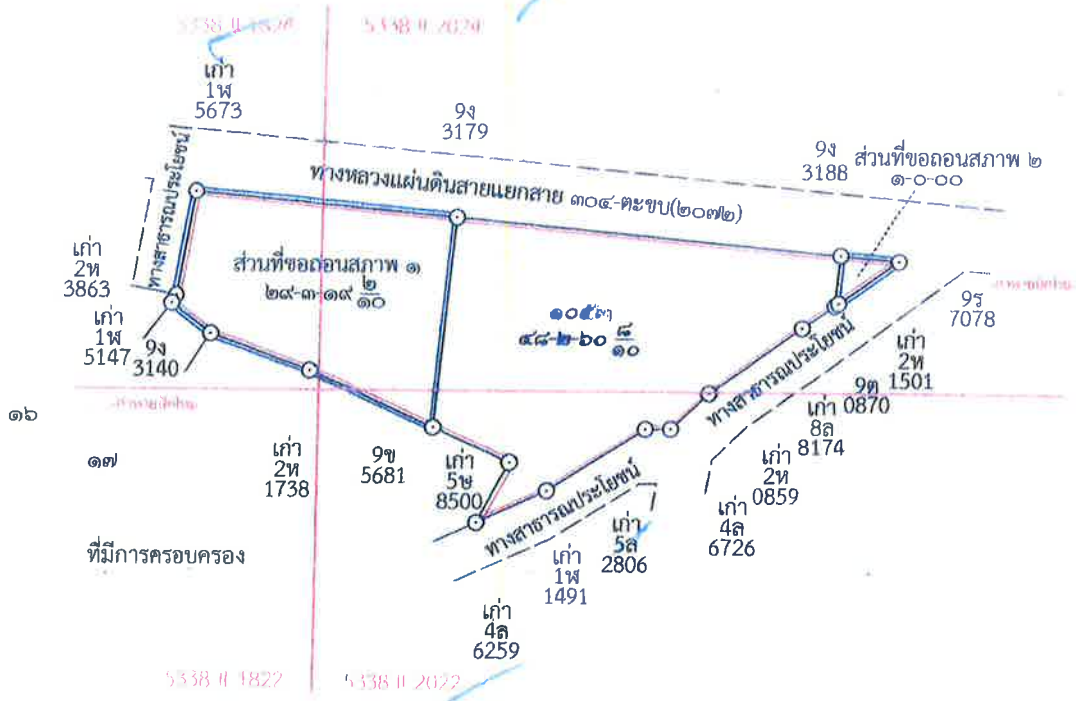 5338 II 1824
5338 II 2024
เก่า
1ฬ
5673
9ง
3179
9ง
3188
ส่วนที่ขอถอนสภาพ ๒
๑-๐-๐๐
ทางสาธารณประโยชน์
ทางหลวงแผ่นดินสายแยกสาย ๓๐๔-ตะขบ(๒๐๗๒)
เก่า
2ห
3863
ส่วนที่ขอถอนสภาพ ๑
๒๙-๓-๑๙ ๒/๑๐
เก่า
1ฬ
5147
9ง
3140
๑๐๕๓
๔๘-๒-๖๐ ๘/๑๐
9ร
7078
ทางสาธารณประโยชน์
เก่า
2ห
1501
9ต
0870
เก่า
8ล
8174
เก่า
2ห
0859
เก่า
4ล
6726
๑๖
๑๗
เก่า
2ห
1738
9ข
5681
เก่า
5ษ
8500
ทางสาธารณประโยชน์
เก่า
5ล
2806
เก่า
1ฬ
1491
เก่า
4ล
6259
ที่มีการครอบครอง
5338 II 1822
5338 II 2022